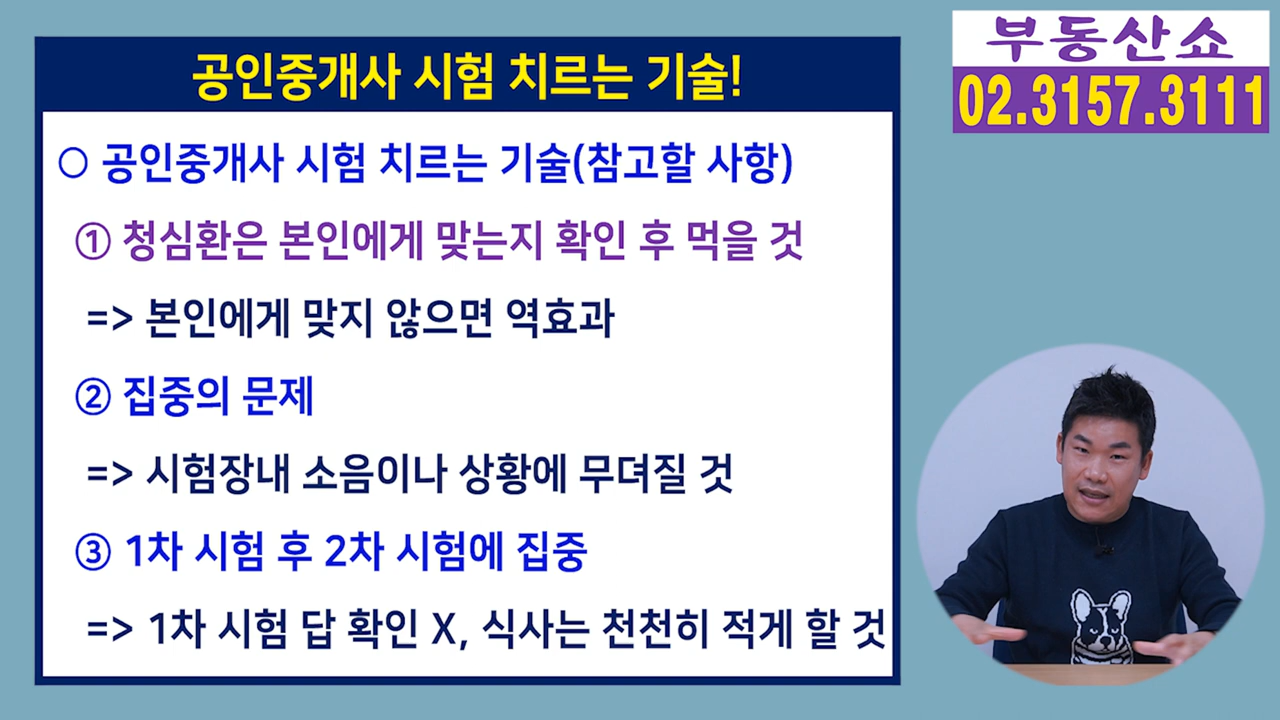 공인중개사 시험 치르는 기술!
부동산쇼
02.3157.3111
○ 공인중개사 시험 치르는 기술(참고할 사항)
① 청심환은 본인에게 맞는지 확인 후 먹을 것
=> 본인에게 맞지 않으면 역효과
② 집중의 문제
=> 시험장내 소음이나 상황에 무뎌질 것
③ 1차 시험 후 2차 시험에 집중
=> 1차 시험 답 확인 X, 식사는 천천히 적게 할 것